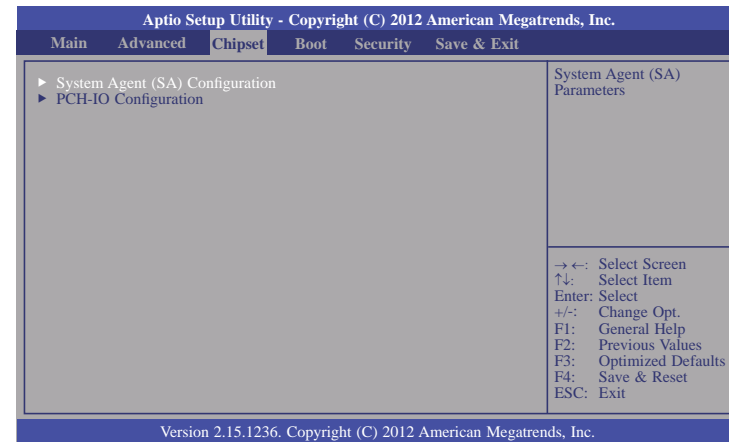 Aptio Setup Utility - Copyright (C) 2012 American Megatrends, Inc.
Main Advanced Chipset Boot Security Save & Exit
► System Agent (SA) Configuration
► PCH-IO Configuration
System Agent (SA)
Parameters
→←: Select Screen
↑↓: Select Item
Enter: Select
+/-: Change Opt.
F1: General Help
F2: Previous Values
F3: Optimized Defaults
F4: Save & Reset
ESC: Exit
Version 2.15.1236. Copyright (C) 2012 American Megatrends, Inc.